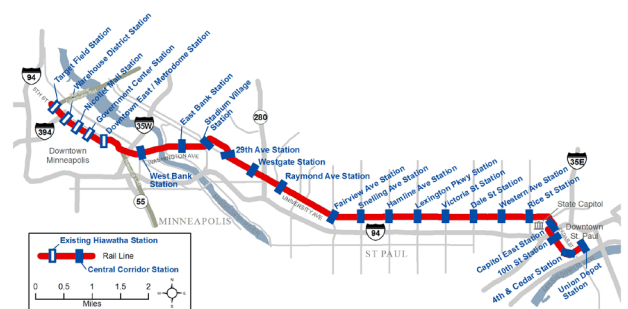 94
Target Field Station
Warehouse District Station
Nicollet Mall Station
Government Center Station
Downtown East / Metrodome Station
5TH ST
394
Downtown
Minneapolis
35W
East Bank Station
Stadium Village
Station
280
WASHINGTON AVE
West Bank
Station
55
29th Ave Station
Westgate Station
Raymond Ave Station
UNIVERSITY AVE
MINNEAPOLIS
Fairview Ave Station
Snelling Ave Station
Hamline Ave Station
Lexington Pkwy Station
Victoria St Station
Dale St Station
Western Ave Station
Rice St Station
35E
State Capitol
Downtown
St. Paul
94
ST PAUL
Capitol East Station
10th St Station
4th & Cedar Station
Union Depot
Station
Existing Hiawatha Station
Rail Line
Central Corridor Station
0 0.5 1 1.5 2
Miles
N
W E
S